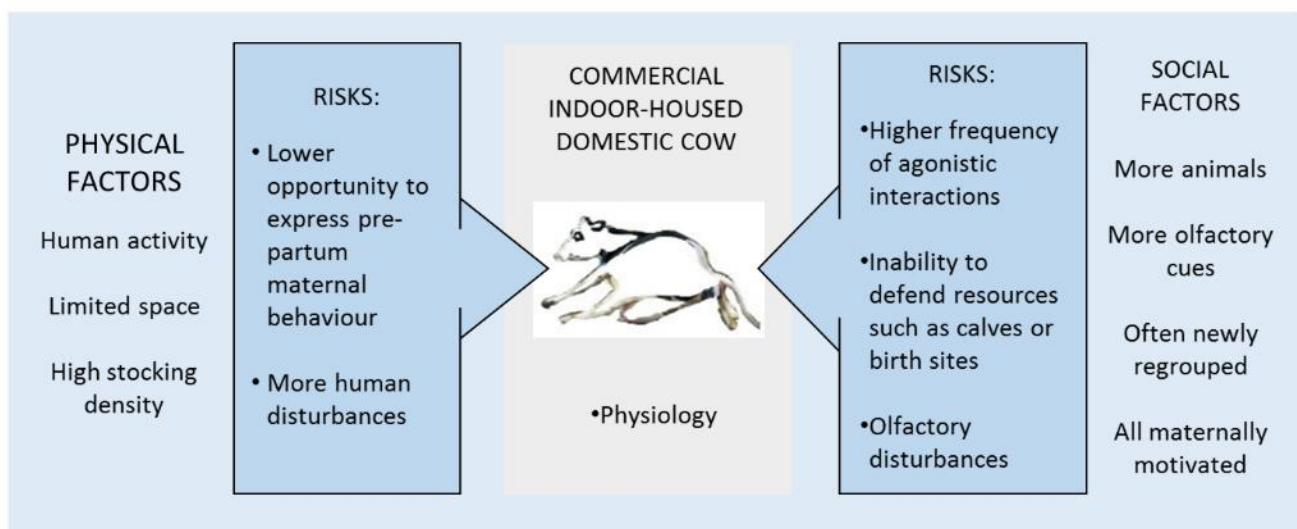 PHYSICAL
FACTORS
Human activity
Limited space
High stocking
density
RISKS:
• Lower
opportunity to
express pre-
partum
maternal
behaviour
• More human
disturbances
COMMERCIAL
INDOOR-HOUSED
DOMESTIC COW
•Physiology
RISKS:
•Higher frequency
of agonistic
interactions
•Inability to
defend resources
such as calves or
birth sites
•Olfactory
disturbances
SOCIAL
FACTORS
More animals
More olfactory
cues
Often newly
regrouped
All maternally
motivated